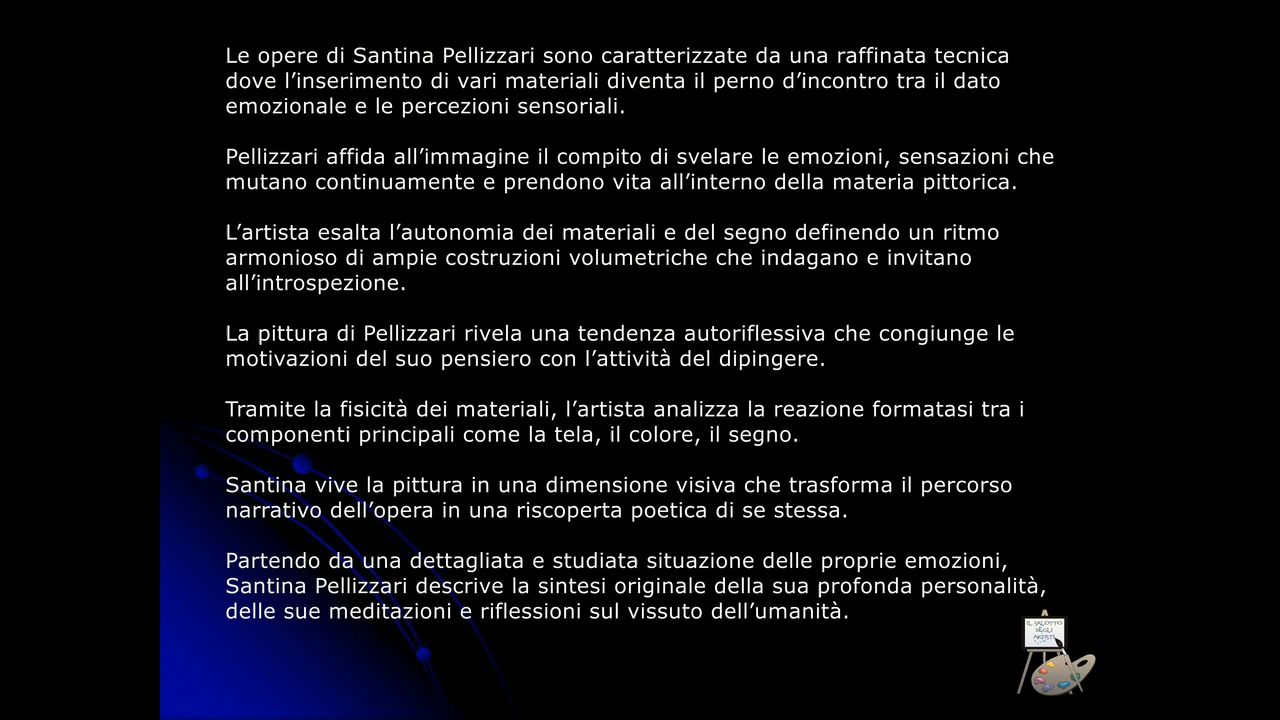 Le opere di Santina Pellizzari sono caratterizzate da una raffinata tecnica
dove l’inserimento di vari materiali diventa il perno d’incontro tra il dato
emozionale e le percezioni sensoriali.
Pellizzari affida all’immagine il compito di svelare le emozioni, sensazioni che
mutano continuamente e prendono vita all’interno della materia pittorica.
L’artista esalta l’autonomia dei materiali e del segno definendo un ritmo
armonioso di ampie costruzioni volumetriche che indagano e invitano
all’introspezione.
La pittura di Pellizzari rivela una tendenza autoriflessiva che congiunge le
motivazioni del suo pensiero con l’attività del dipingere.
Tramite la fisicità dei materiali, l’artista analizza la reazione formatasi tra i
componenti principali come la tela, il colore, il segno.
Santina vive la pittura in una dimensione visiva che trasforma il percorso
narrativo dell’opera in una riscoperta poetica di se stessa.
Partendo da una dettagliata e studiata situazione delle proprie emozioni,
Santina Pellizzari descrive la sintesi originale della sua profonda personalità,
delle sue meditazioni e riflessioni sul vissuto dell’umanità.
IL SALOTTO
DEGLI
ARTISTI